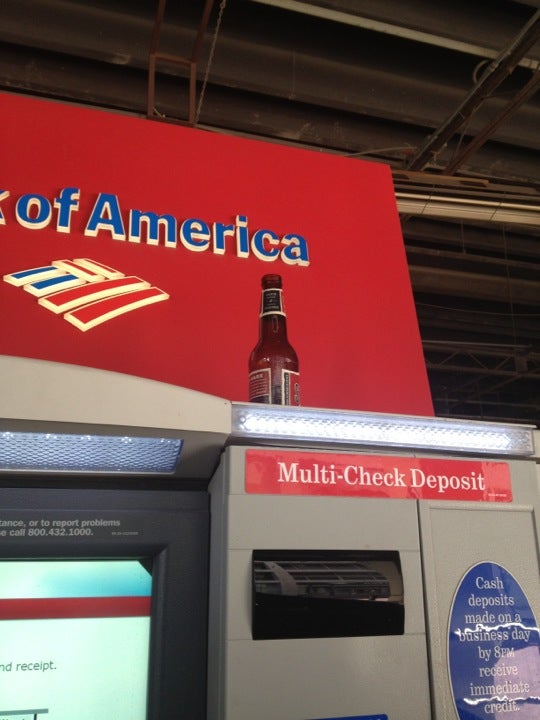 k of America
Multi-Check Deposit
tance, or to report problems
e call 800.432.1000.
nd receipt.
Cash
deposits
made on a
business day
by 8PM
receive
immediate
credit.